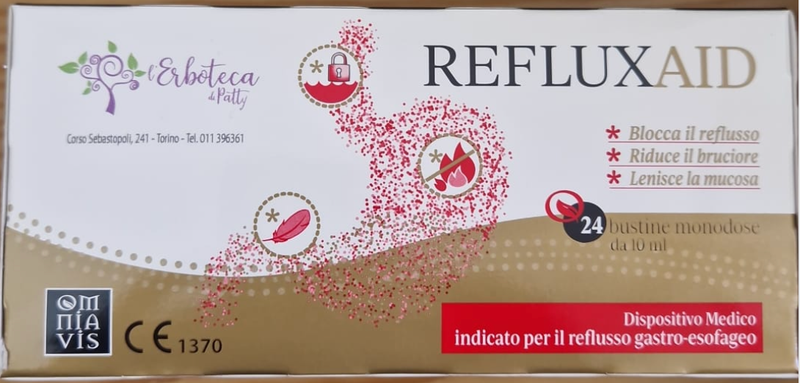 l'Erboteca
di Patty
Corso Sebastopoli, 241 - Torino - Tel. 011 396361
REFLUXAID
* Blocca il reflusso
* Riduce il bruciore
* Lenisce la mucosa
24 bustine monodose
da 10 ml
OM
NIA
VIS
CE 1370
Dispositivo Medico
indicato per il reflusso gastro-esofageo